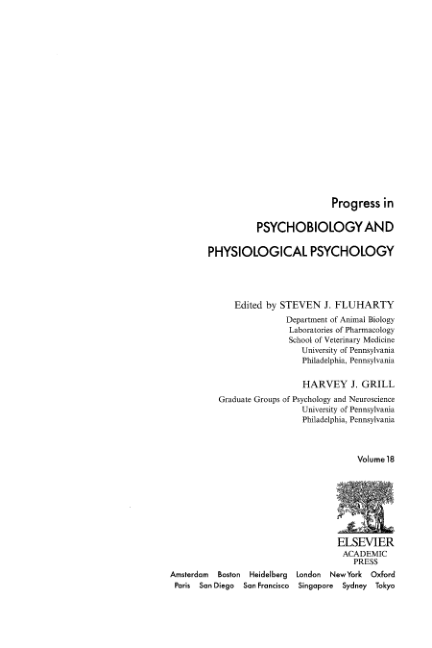 Progress in
PSYCHOBIOLOGY AND
PHYSIOLOGICAL PSYCHOLOGY
Edited by STEVEN J. FLUHARTY
Department of Animal Biology
Laboratories of Pharmacology
School of Veterinary Medicine
University of Pennsylvania
Philadelphia, Pennsylvania
HARVEY J. GRILL
Graduate Groups of Psychology and Neuroscience
University of Pennsylvania
Philadelphia, Pennsylvania
Volume 18
ELSEVIER
ACADEMIC
PRESS
Amsterdam Boston Heidelberg London New York Oxford
Paris San Diego San Francisco Singapore Sydney Tokyo